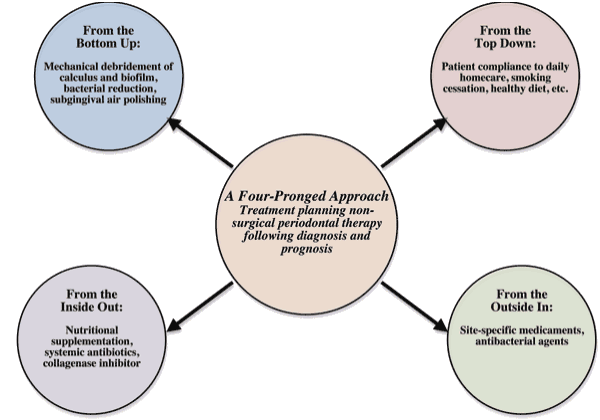 From the
Bottom Up:
Mechanical debridement of
calculus and biofilm,
bacterial reduction,
subgingival air polishing
From the
Top Down:
Patient compliance to daily
homecare, smoking
cessation, healthy diet, etc.
A Four-Pronged Approach
Treatment planning non-
surgical periodontal therapy
following diagnosis and
prognosis
From the
Inside Out:
Nutritional
supplementation,
systemic antibiotics,
collagenase inhibitor
From the
Outside In:
Site-specific medicaments,
antibacterial agents